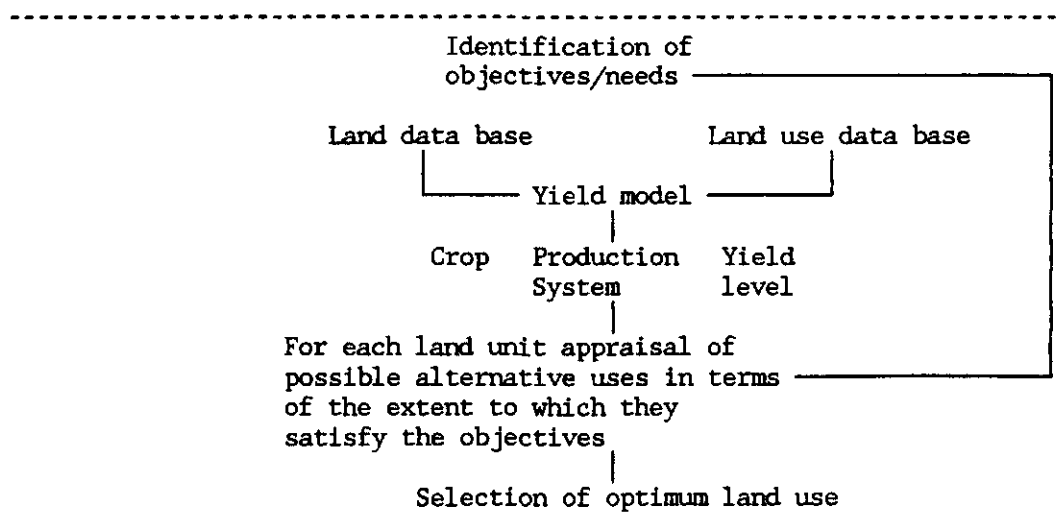 Identification of
objectives/needs
Land data base Land use data base
Yield model
Crop Production Yield
System level
For each land unit appraisal of
possible alternative uses in terms
of the extent to which they
satisfy the objectives
Selection of optimum land use